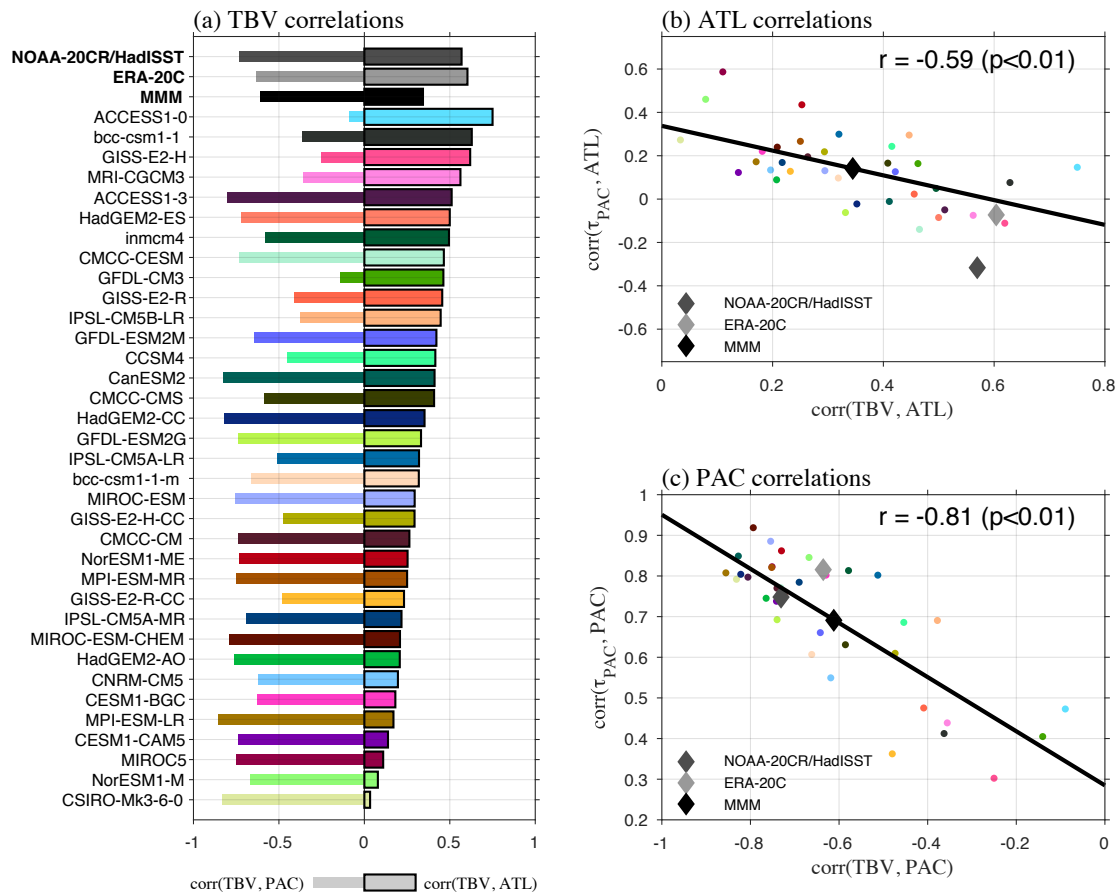 (a) TBV correlations
NOAA-20CR/HadISST
ERA-20C
MMM
ACCESS1-0
bcc-csm1-1
GISS-E2-H
MRI-CGCM3
ACCESS1-3
HadGEM2-ES
inmcm4
CMCC-CESM
GFDL-CM3
GISS-E2-R
IPSL-CM5B-LR
GFDL-ESM2M
CCSM4
CanESM2
CMCC-CMS
HadGEM2-CC
GFDL-ESM2G
IPSL-CM5A-LR
bcc-csm1-1-m
MIROC-ESM
GISS-E2-H-CC
CMCC-CM
NorESM1-ME
MPI-ESM-MR
GISS-E2-R-CC
IPSL-CM5A-MR
MIROC-ESM-CHEM
HadGEM2-AO
CNRM-CM5
CESM1-BGC
MPI-ESM-LR
CESM1-CAM5
MIROC5
NorESM1-M
CSIRO-Mk3-6-0
-1 -0.5 0 0.5 1
corr(TBV, PAC) corr(TBV, ATL)
(b) ATL correlations
r = -0.59 (p<0.01)
0.6
0.4
0.2
0
-0.2
-0.4
-0.6
corr(τPAC, ATL)
NOAA-20CR/HadISST
ERA-20C
MMM
0 0.2 0.4 0.6 0.8
corr(TBV, ATL)
(c) PAC correlations
r = -0.81 (p<0.01)
1
0.9
0.8
0.7
0.6
0.5
0.4
0.3
0.2
corr(τPAC, PAC)
NOAA-20CR/HadISST
ERA-20C
MMM
-1 -0.8 -0.6 -0.4 -0.2 0
corr(TBV, PAC)